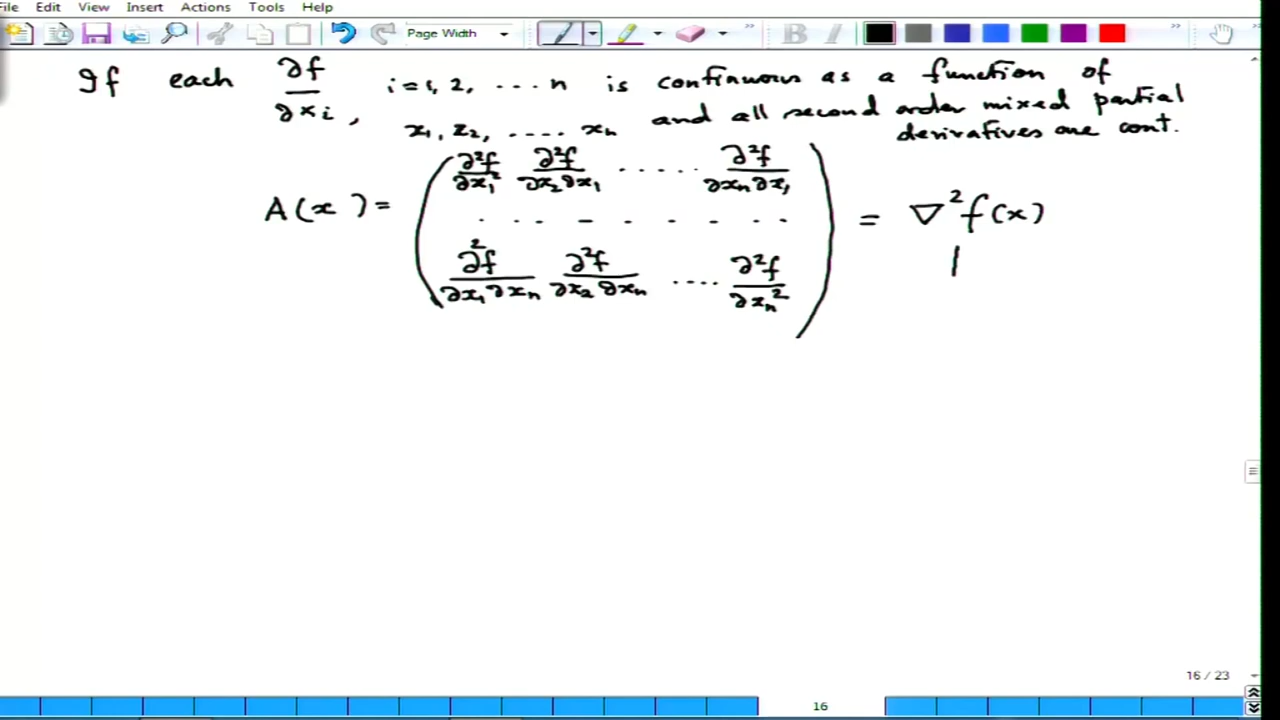 File Edit View Insert Actions Tools Help
Page Width
If each ∂f/∂xᵢ, i = 1, 2, .... n is continuous as a function of
x₁, x₂, .... xₙ and all second order mixed partial
derivatives are cont.
∂²f/∂x₁² ∂²f/∂x₂∂x₁ ...... ∂²f/∂xₙ∂x₁
A(x) = ( . . . – . . . . ) = ∇²f(x)
∂²f/∂x₁∂xₙ ∂²f/∂x₂∂xₙ .... ∂²f/∂xₙ²
16 / 23
16